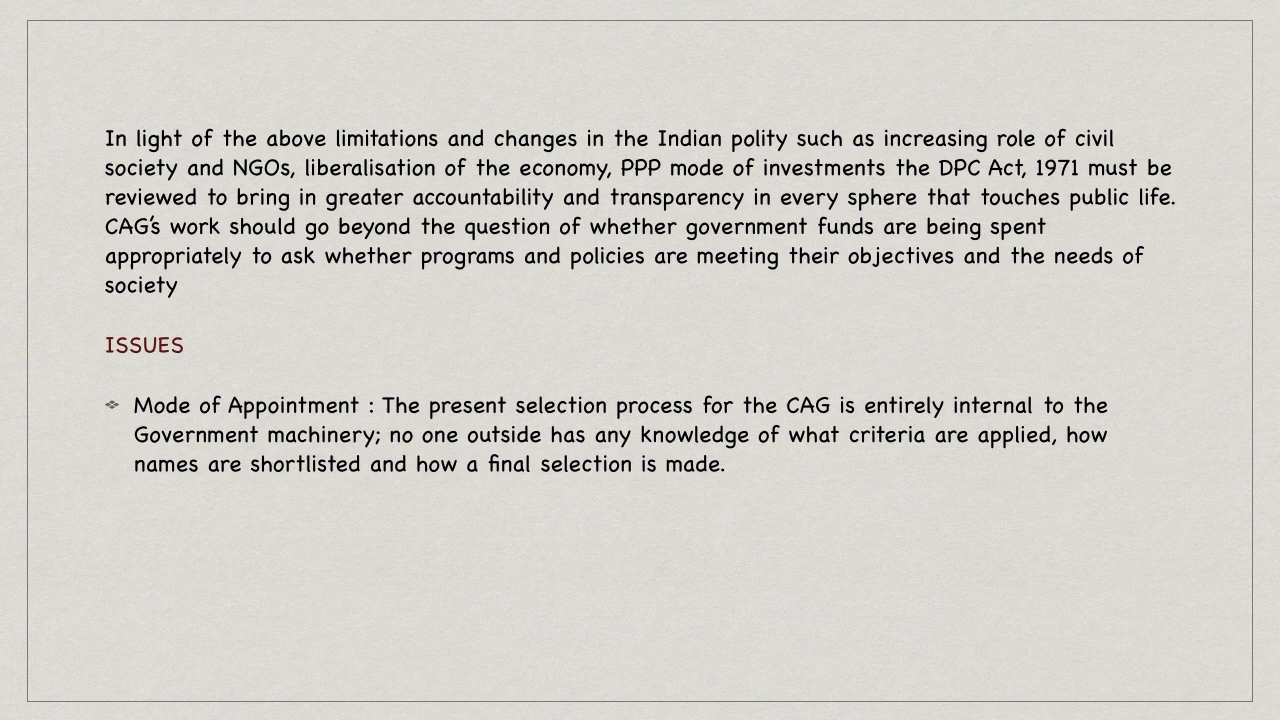 In light of the above limitations and changes in the Indian polity such as increasing role of civil
society and NGOs, liberalisation of the economy, PPP mode of investments the DPC Act, 1971 must be
reviewed to bring in greater accountability and transparency in every sphere that touches public life.
CAG's work should go beyond the question of whether government funds are being spent
appropriately to ask whether programs and policies are meeting their objectives and the needs of
society
ISSUES
Mode of Appointment : The present selection process for the CAG is entirely internal to the
Government machinery; no one outside has any knowledge of what criteria are applied, how
names are shortlisted and how a final selection is made.